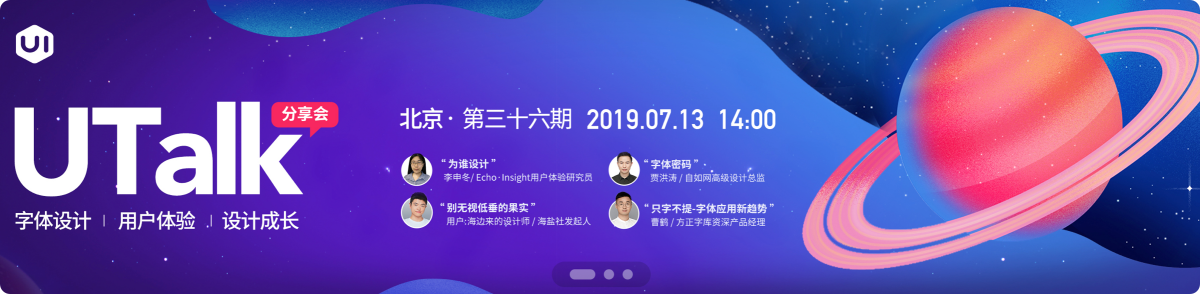 UI
UTalk
分享会
字体设计 | 用户体验 | 设计成长
北京· 第三十六期 2019.07.13 14:00
“为谁设计”
李申冬/ Echo·Insight用户体验研究员
“字体密码”
贾洪涛 / 自如网高级设计总监
“别无视低垂的果实”
用户:海边来的设计师 / 海盐社发起人
“只字不提-字体应用新趋势”
曹鹤 / 方正字库资深产品经理